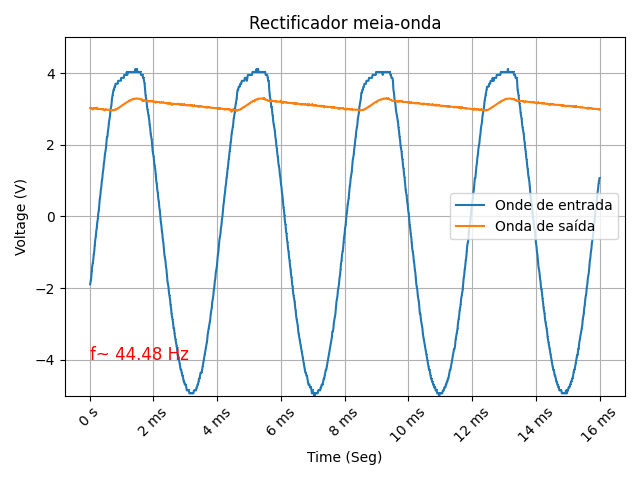 Rectificador meia-onda
Voltage (V)
4
2
0
−2
−4
Onde de entrada
Onda de saída
f~ 44.48 Hz
0 s
2 ms
4 ms
6 ms
8 ms
10 ms
12 ms
14 ms
16 ms
Time (Seg)